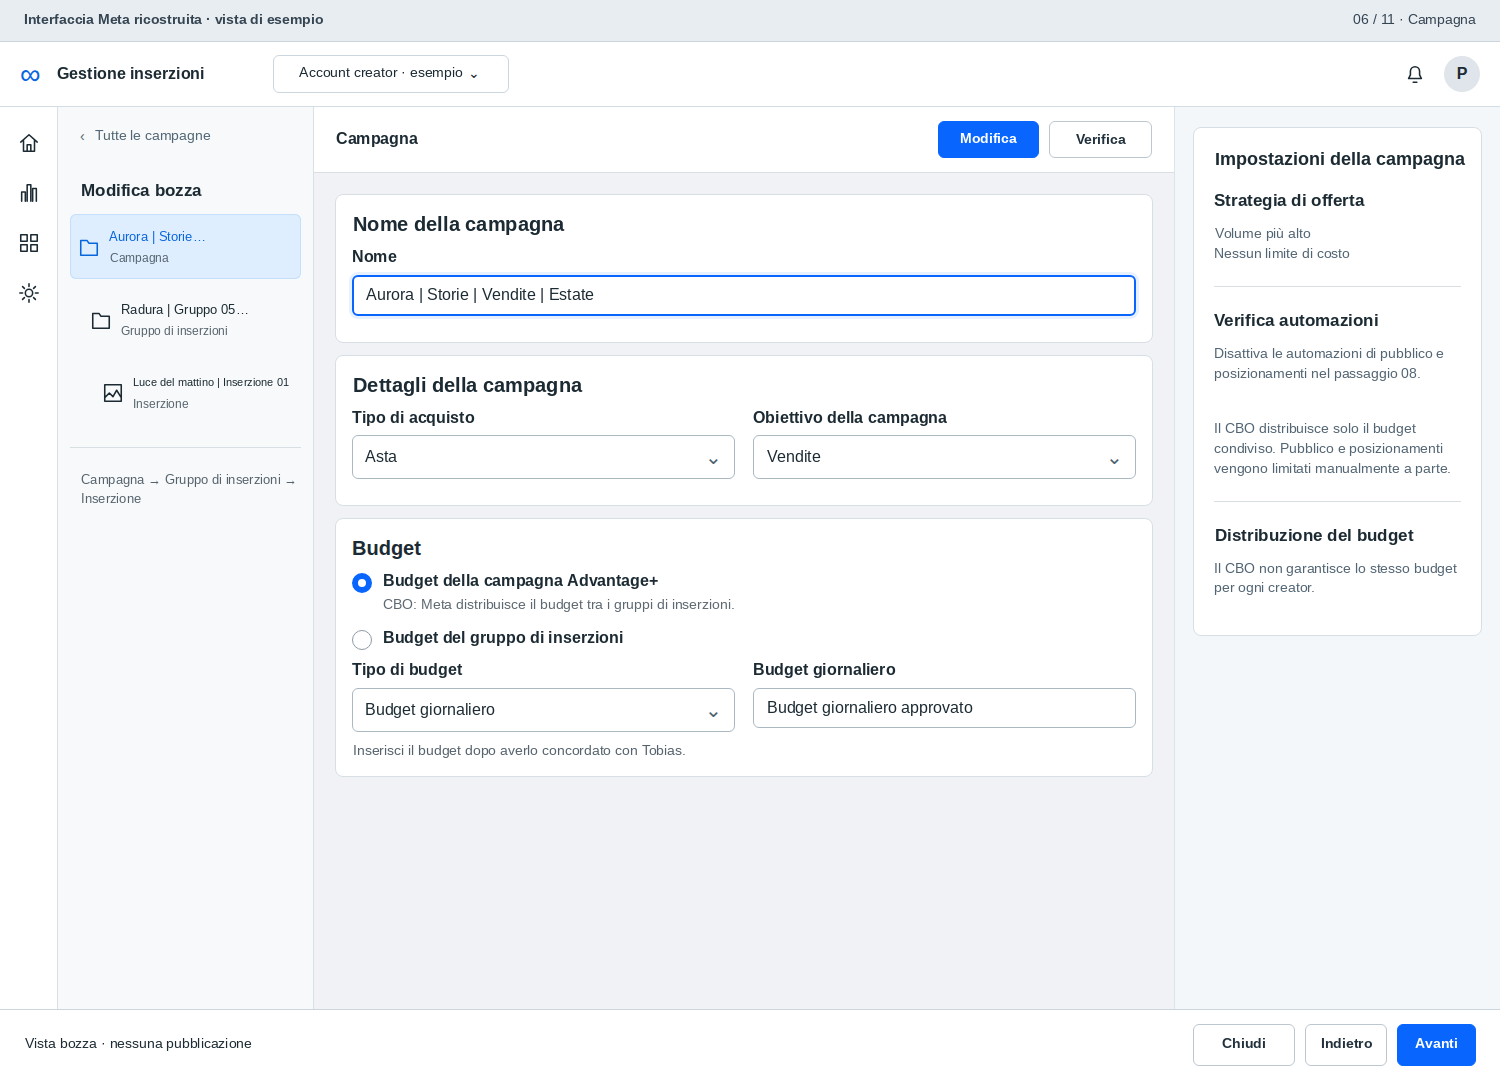 Interfaccia Meta ricostruita · vista di esempio
06 / 11 · Campagna
Gestione inserzioni
Account creator · esempio
P
Tutte le campagne
Modifica bozza
Aurora | Storie…
Campagna
Radura | Gruppo 05…
Gruppo di inserzioni
Luce del mattino | Inserzione 01
Inserzione
Campagna → Gruppo di inserzioni →
Inserzione
Campagna
Modifica
Verifica
Nome della campagna
Nome
Aurora | Storie | Vendite | Estate
Dettagli della campagna
Tipo di acquisto
Obiettivo della campagna
Asta
Vendite
Budget
Budget della campagna Advantage+
CBO: Meta distribuisce il budget tra i gruppi di inserzioni.
Budget del gruppo di inserzioni
Tipo di budget
Budget giornaliero
Budget giornaliero
Budget giornaliero approvato
Inserisci il budget dopo averlo concordato con Tobias.
Impostazioni della campagna
Strategia di offerta
Volume più alto
Nessun limite di costo
Verifica automazioni
Disattiva le automazioni di pubblico e
posizionamenti nel passaggio 08.
Il CBO distribuisce solo il budget
condiviso. Pubblico e posizionamenti
vengono limitati manualmente a parte.
Distribuzione del budget
Il CBO non garantisce lo stesso budget
per ogni creator.
Vista bozza · nessuna pubblicazione
Chiudi
Indietro
Avanti